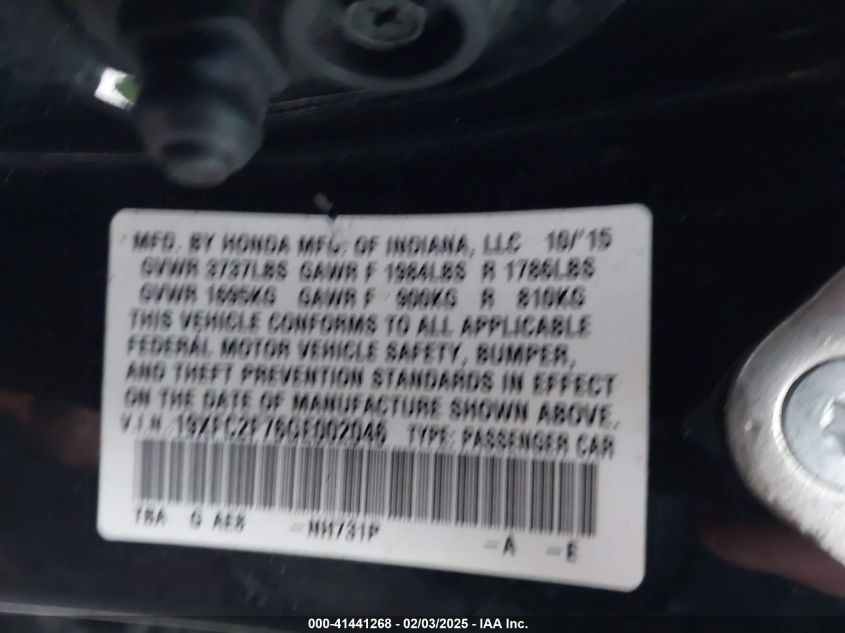 MFD. BY HONDA MFG. OF INDIANA, LLC 10/'15
GVWR 3737LBS GAWR F 1984LBS R 1786LBS
GVWR 1695KG GAWR F 900KG R 810KG
THIS VEHICLE CONFORMS TO ALL APPLICABLE
FEDERAL MOTOR VEHICLE SAFETY, BUMPER,
AND THEFT PREVENTION STANDARDS IN EFFECT
ON THE DATE OF MANUFACTURE SHOWN ABOVE.
V.I.N. 19XFC2F76GE002046 TYPE: PASSENGER CAR
TBA G AE8 -NH731P -A -E
000-41441268 - 02/03/2025 - IAA Inc.